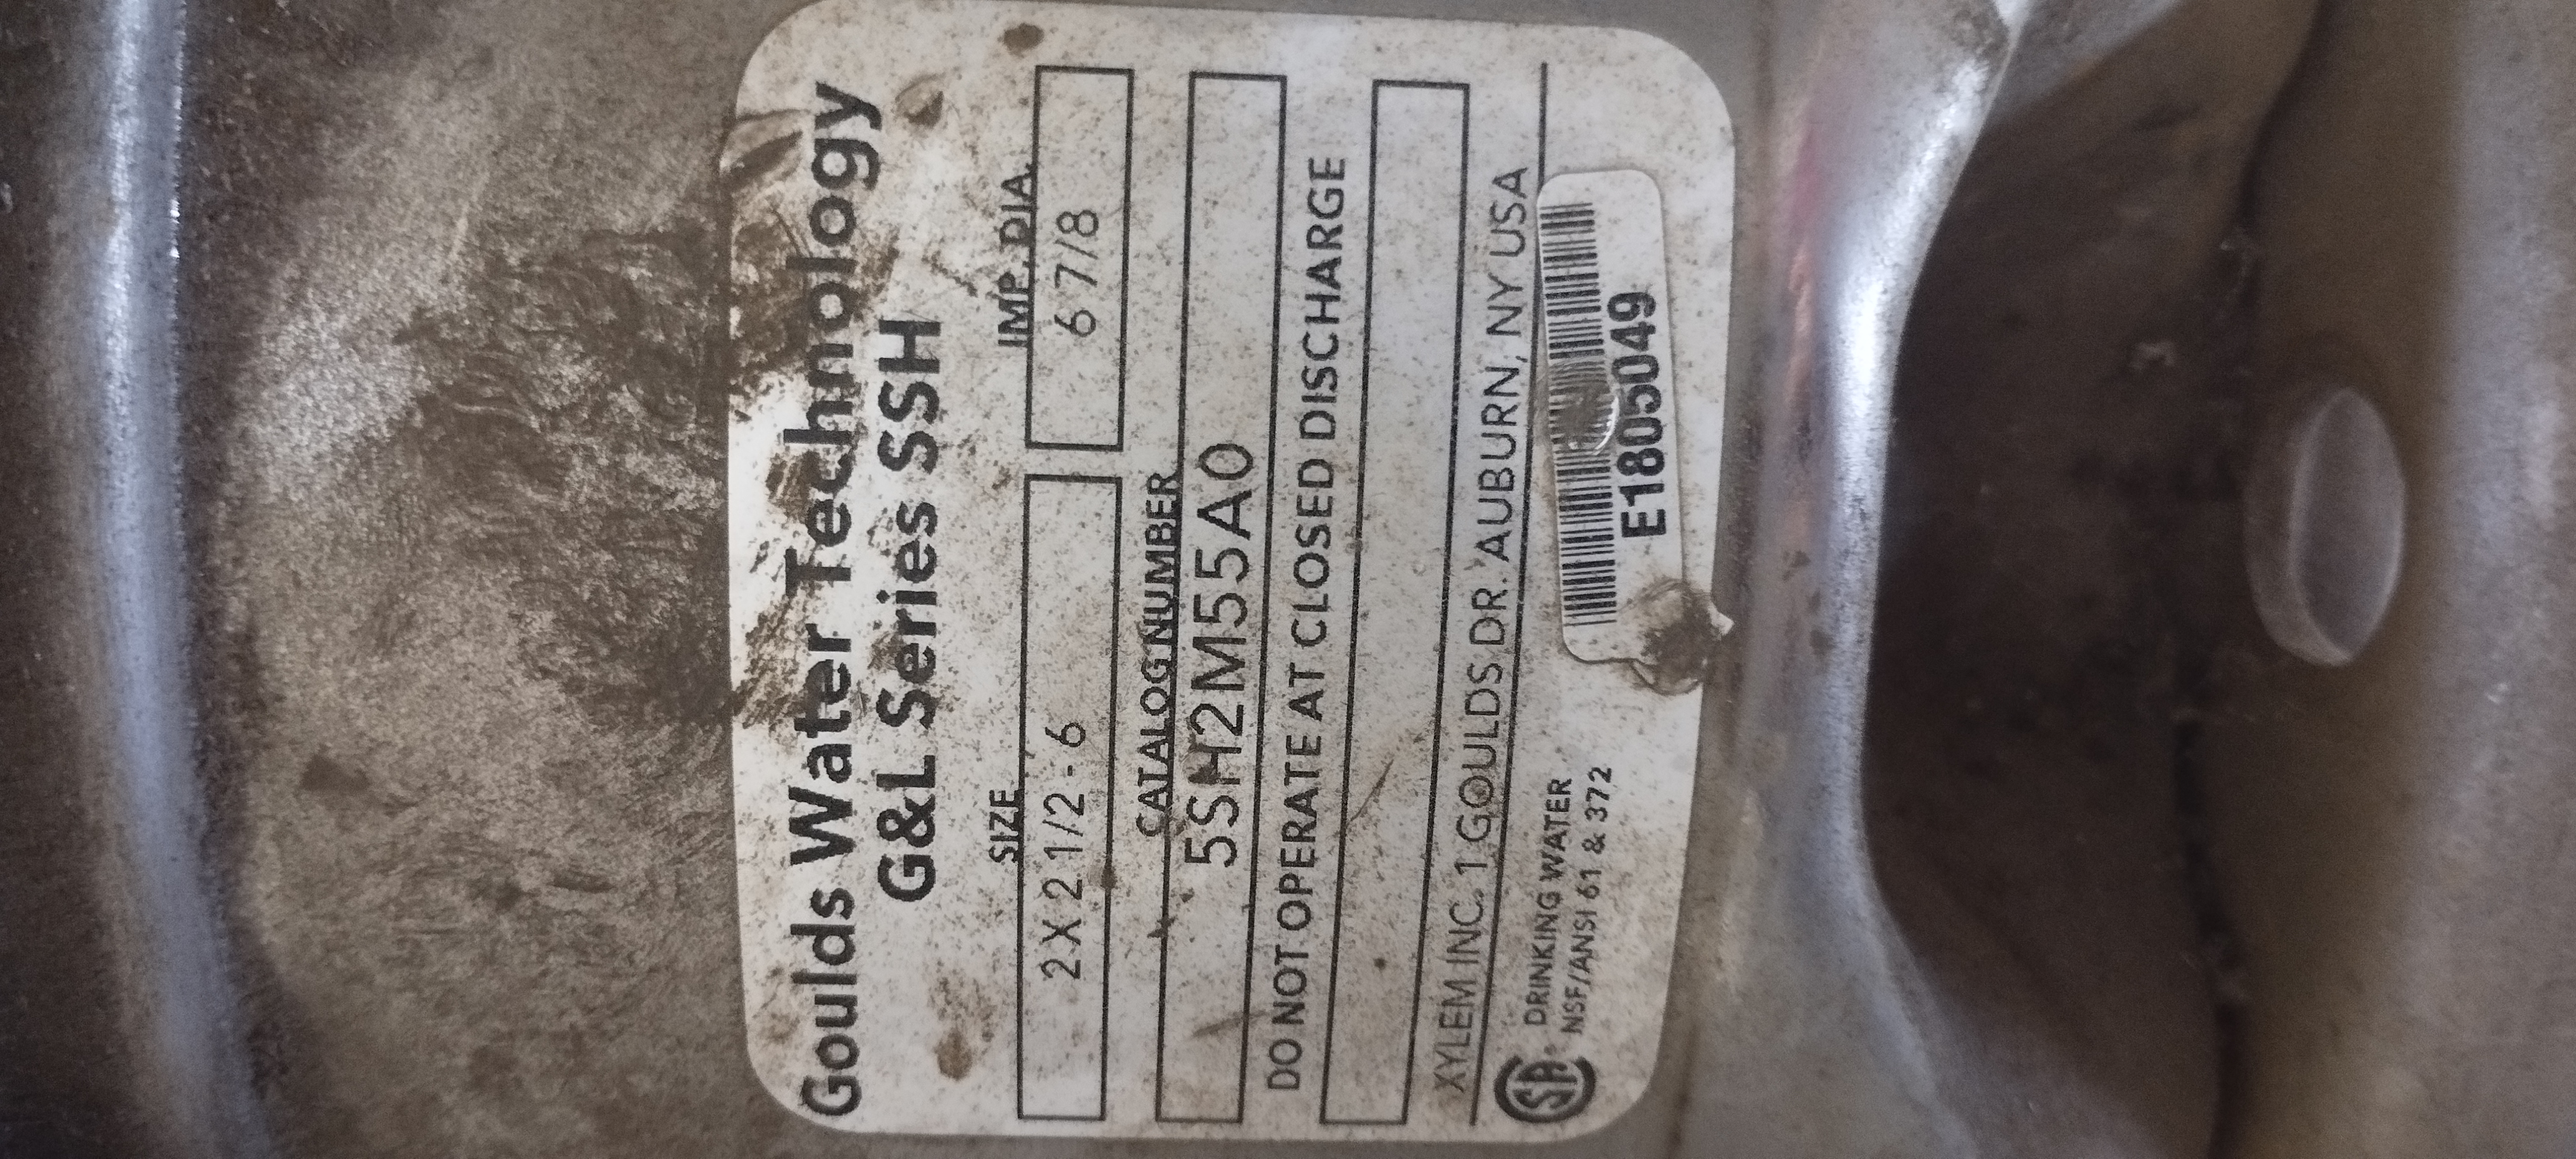 Goulds Water Technology
G&L Series SSH
SIZE IMP. DIA.
2 X 2 1/2 - 6 6 7/8
CATALOG NUMBER
5SH2M55A0
DO NOT OPERATE AT CLOSED DISCHARGE
XYLEM INC. 1 GOULDS DR. AUBURN, NY USA
SA
DRINKING WATER
NSF/ANSI 61 & 372
E1805049